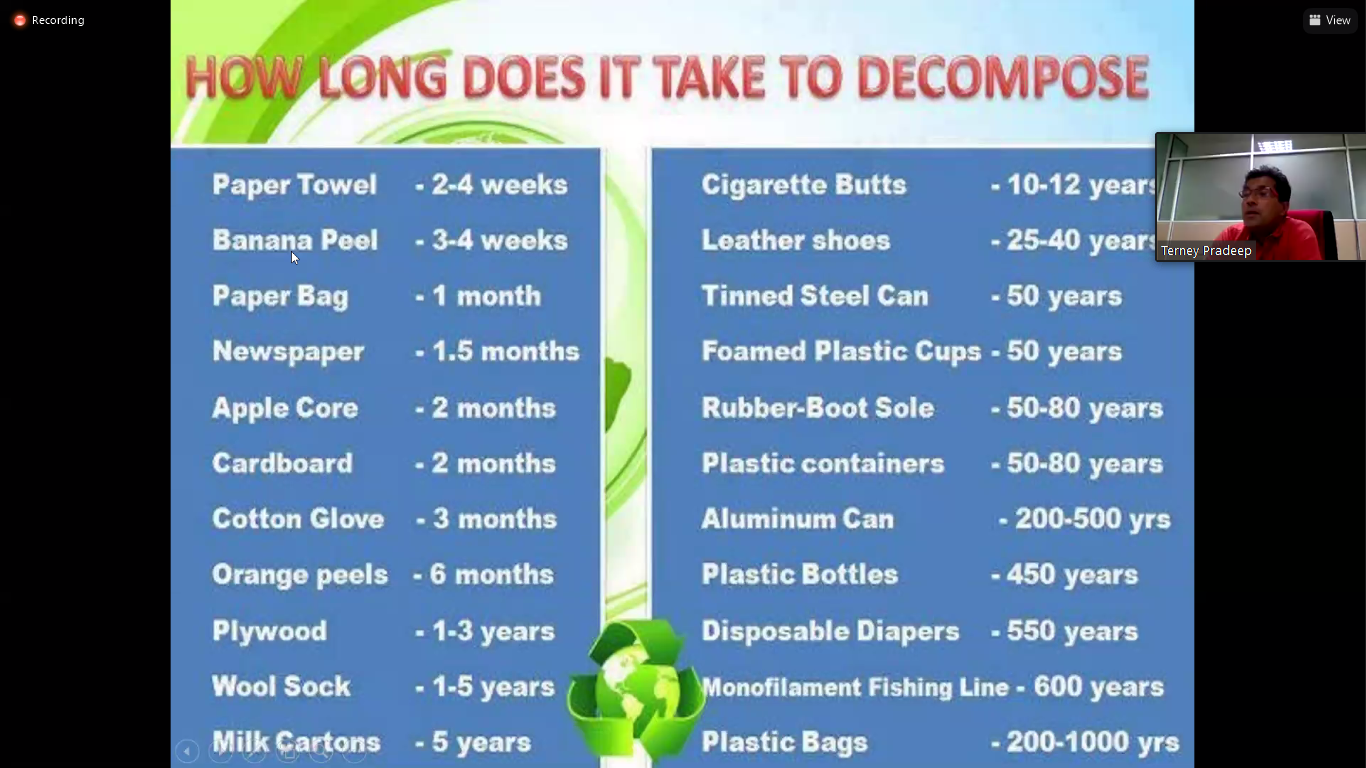 Recording
View
HOW LONG DOES IT TAKE TO DECOMPOSE
Paper Towel - 2-4 weeks
Banana Peel - 3-4 weeks
Paper Bag - 1 month
Newspaper - 1.5 months
Apple Core - 2 months
Cardboard - 2 months
Cotton Glove - 3 months
Orange peels - 6 months
Plywood - 1-3 years
Wool Sock - 1-5 years
Milk Cartons - 5 years
Cigarette Butts - 10-12 years
Leather shoes - 25-40 years
Tinned Steel Can - 50 years
Foamed Plastic Cups - 50 years
Rubber-Boot Sole - 50-80 years
Plastic containers - 50-80 years
Aluminum Can - 200-500 yrs
Plastic Bottles - 450 years
Disposable Diapers - 550 years
Monofilament Fishing Line - 600 years
Plastic Bags - 200-1000 yrs
Terney Pradeep